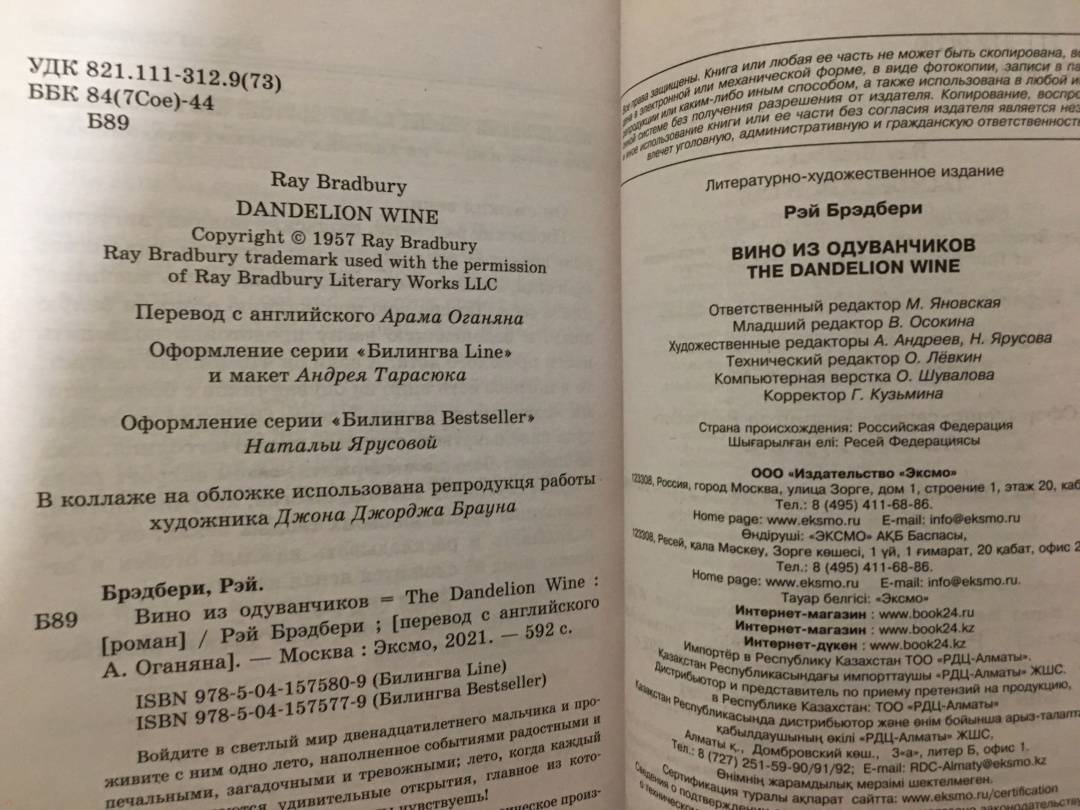 УДК 821.111-312.9(73)
ББК 84(7Сое)-44
Б89
Ray Bradbury
DANDELION WINE
Copyright © 1957 Ray Bradbury
Ray Bradbury trademark used with the permission
of Ray Bradbury Literary Works LLC
Перевод с английского Арама Оганяна
Оформление серии «Билингва Line»
и макет Андрея Тарасюка
Оформление серии «Билингва Bestseller»
Натальи Ярусовой
В коллаже на обложке использована репродукця работы
художника Джона Джорджа Брауна
Брэдбери, Рэй.
Б89 Вино из одуванчиков = The Dandelion Wine :
[роман] / Рэй Брэдбери ; [перевод с английского
А. Оганяна]. — Москва : Эксмо, 2021. — 592 с.
ISBN 978-5-04-157580-9 (Билингва Line)
ISBN 978-5-04-157577-9 (Билингва Bestseller)
Войдите в светлый мир двенадцатилетнего мальчика и про-
живите с ним одно лето, наполненное событиями радостными и
печальными, загадочными и тревожными; лето, когда каждый
удивительные открытия, главное из кото-
чувствуешь!
Все права защищены. Книга или любая ее часть не может быть скопирована,
в электронной или механической форме, в виде фотокопии, записи в
репродукции или каким-либо иным способом, а также использована в любой
системе без получения разрешения от издателя. Копирование,
и иное использование книги или ее части без согласия издателя является
влечет уголовную, административную и гражданскую ответственность
Литературно-художественное издание
Рэй Брэдбери
ВИНО ИЗ ОДУВАНЧИКОВ
THE DANDELION WINE
Ответственный редактор М. Яновская
Младший редактор В. Осокина
Художественные редакторы А. Андреев, Н. Ярусова
Технический редактор О. Лёвкин
Компьютерная верстка О. Шувалова
Корректор Г. Кузьмина
Страна происхождения: Российская Федерация
Шығарылған елі: Ресей Федерациясы
ООО «Издательство «Эксмо»
123308, Россия, город Москва, улица Зорге, дом 1, строение 1, этаж 20,
Тел.: 8 (495) 411-68-86.
Home page: www.eksmo.ru E-mail: info@eksmo.ru
Өндіруші: «ЭКСМО» АҚБ Баспасы,
123308, Ресей, қала Мәскеу, Зорге көшесі, 1 үй, 1 ғимарат, 20 қабат, офис
Тел.: 8 (495) 411-68-86.
Home page: www.eksmo.ru E-mail: info@eksmo.ru.
Тауар белгісі: «Эксмо»
Интернет-магазин : www.book24.ru
Интернет-магазин : www.book24.kz
Интернет-дүкен : www.book24.kz
Импортёр в Республику Казахстан ТОО «РДЦ-Алматы».
Қазақстан Республикасындағы импорттаушы «РДЦ-Алматы» ЖШС.
Дистрибьютор и представитель по приему претензий на продукцию,
в Республике Казахстан: ТОО «РДЦ-Алматы»
Қазақстан Республикасында дистрибьютор және өнім бойынша
қабылдаушының өкілі «РДЦ-Алматы» ЖШС,
Алматы қ., Домбровский көш., 3«а», литер Б, офис 1.
Тел.: 8 (727) 251-59-90/91/92; E-mail: RDC-Almaty@eksmo.kz
Өнімнің жарамдылық мерзімі шектелмеген.
Сертификация туралы ақпарат сайтта: www.eksmo.ru/certification
Сведения о подтверждении